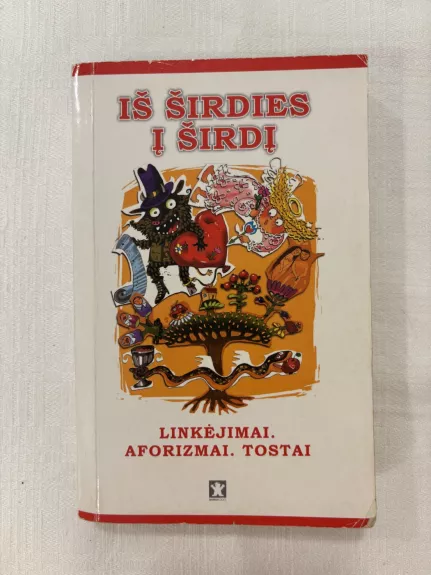 IŠ ŠIRDIES
Į ŠIRDĮ
LINKĖJIMAI.
AFORIZMAI. TOSTAI